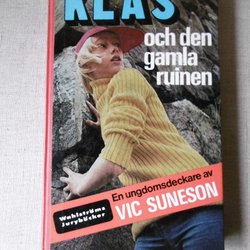 KLAS
och den
gamla
ruinen
En ungdomsdeckare av
VIC SUNESON
Wahlströms
Juryböcker